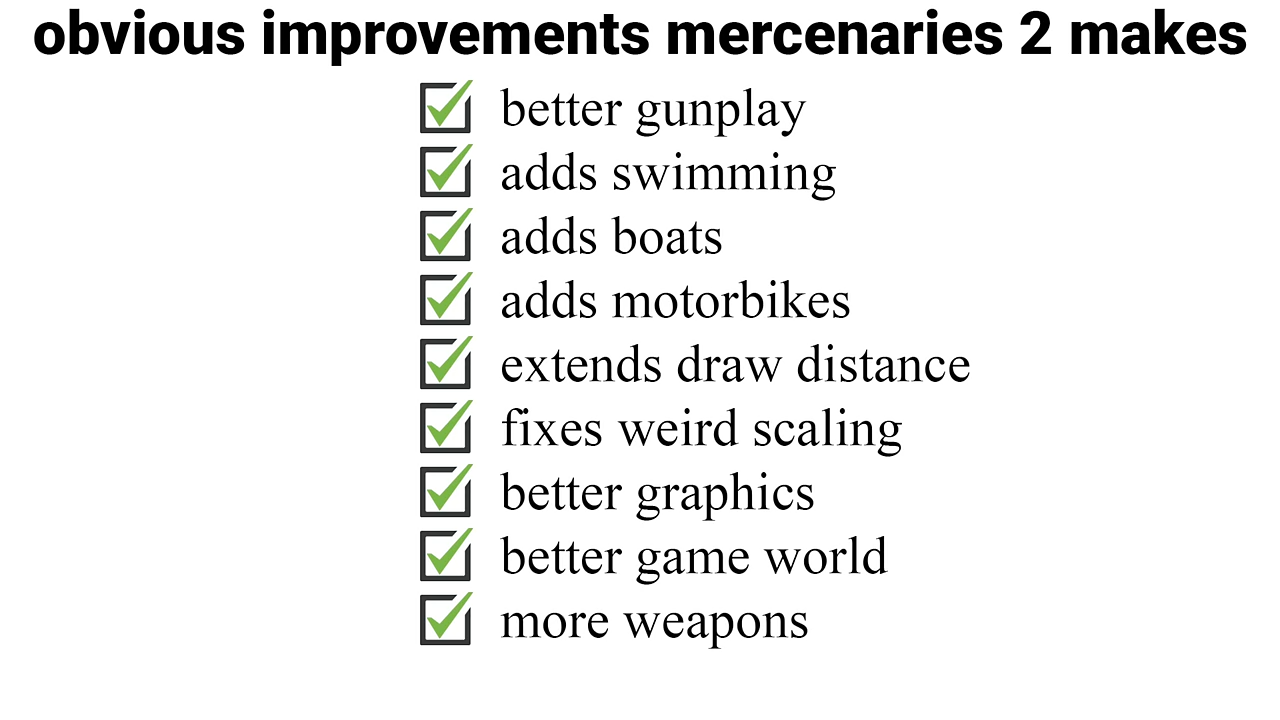 obvious improvements mercenaries 2 makes
better gunplay
adds swimming
adds boats
adds motorbikes
extends draw distance
fixes weird scaling
better graphics
better game world
more weapons